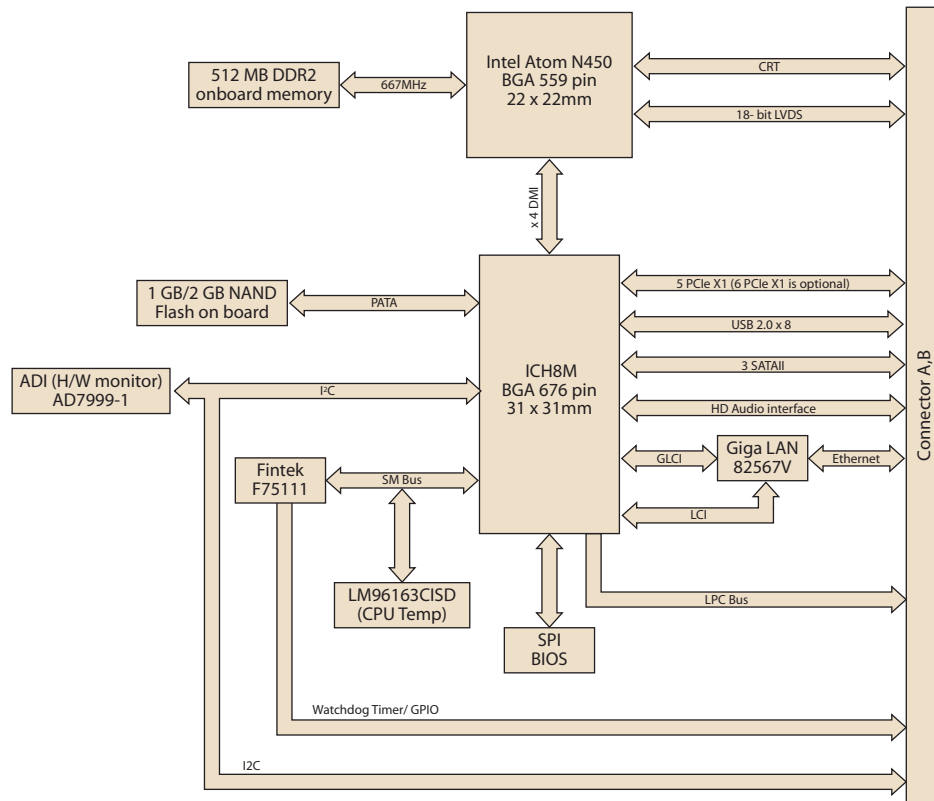 Intel Atom N450
BGA 559 pin
22 x 22mm
512 MB DDR2
onboard memory
667MHz
CRT
18- bit LVDS
x 4 DMI
1 GB/2 GB NAND
Flash on board
PATA
ICH8M
BGA 676 pin
31 x 31mm
5 PCIe X1 (6 PCIe X1 is optional)
USB 2.0 x 8
3 SATAII
HD Audio interface
Connector A,B
ADI (H/W monitor)
AD7999-1
I²C
GLCI
Giga LAN
82567V
Ethernet
LCI
Fintek
F75111
SM Bus
LM96163CISD
(CPU Temp)
SPI
BIOS
LPC Bus
Watchdog Timer/ GPIO
I2C